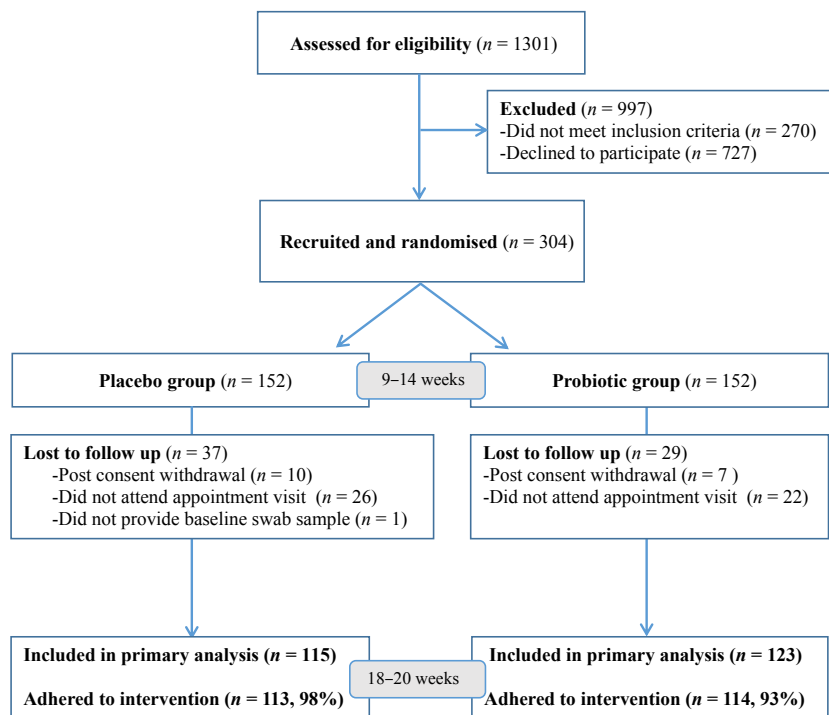 Assessed for eligibility (n = 1301)
Excluded (n = 997)
-Did not meet inclusion criteria (n = 270)
-Declined to participate (n = 727)
Recruited and randomised (n = 304)
Placebo group (n = 152)
9–14 weeks
Probiotic group (n = 152)
Lost to follow up (n = 37)
-Post consent withdrawal (n = 10)
-Did not attend appointment visit (n = 26)
-Did not provide baseline swab sample (n = 1)
Lost to follow up (n = 29)
-Post consent withdrawal (n = 7 )
-Did not attend appointment visit (n = 22)
Included in primary analysis (n = 115)
Adhered to intervention (n = 113, 98%)
18–20 weeks
Included in primary analysis (n = 123)
Adhered to intervention (n = 114, 93%)